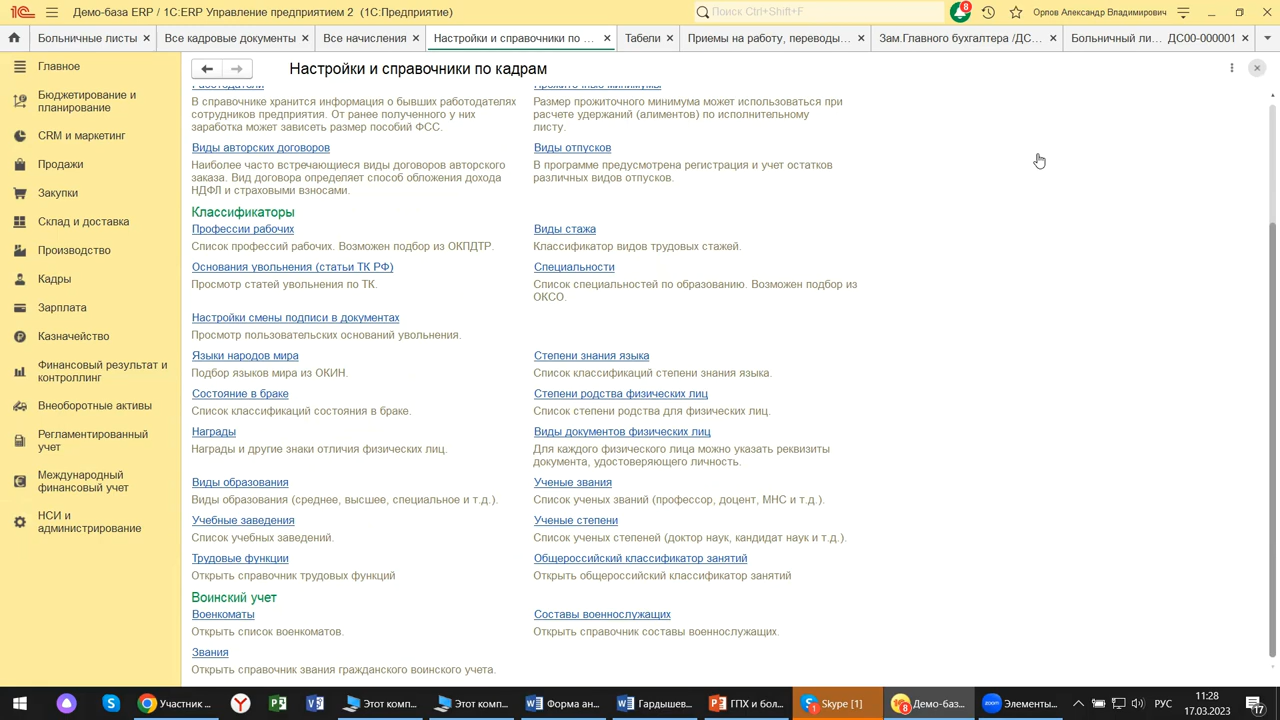 Демо-база ERP / 1С:ERP Управление предприятием 2 (1С:Предприятие)
Поиск Ctrl+Shift+F
8
Орлов Александр Владимирович
Больничные листы
Все кадровые документы
Все начисления
Настройки и справочники по ...
Табели
Приемы на работу, переводы...
Зам.Главного бухгалтера /ДС...
Больничный ли... ДС00-000001
Главное
Бюджетирование и
планирование
CRM и маркетинг
Продажи
Закупки
Склад и доставка
Производство
Кадры
Зарплата
Казначейство
Финансовый результат и
контроллинг
Внеоборотные активы
Регламентированный
учет
Международный
финансовый учет
НСИ и
администрирование
Настройки и справочники по кадрам
Работодатели
В справочнике хранится информация о бывших работодателях
сотрудников предприятия. От ранее полученного у них
заработка может зависеть размер пособий ФСС.
Прожиточные минимумы
Размер прожиточного минимума может использоваться при
расчете удержаний (алиментов) по исполнительному
листу.
Виды авторских договоров
Наиболее часто встречающиеся виды договоров авторского
заказа. Вид договора определяет способ обложения дохода
НДФЛ и страховыми взносами.
Виды отпусков
В программе предусмотрена регистрация и учет остатков
различных видов отпусков.
Классификаторы
Профессии рабочих
Список профессий рабочих. Возможен подбор из ОКПДТР.
Виды стажа
Классификатор видов трудовых стажей.
Основания увольнения (статьи ТК РФ)
Просмотр статей увольнения по ТК.
Специальности
Список специальностей по образованию. Возможен подбор из
ОКСО.
Настройки смены подписи в документах
Просмотр пользовательских оснований увольнения.
Языки народов мира
Подбор языков мира из ОКИН.
Степени знания языка
Список классификаций степени знания языка.
Состояние в браке
Список классификаций состояния в браке.
Степени родства физических лиц
Список степени родства для физических лиц.
Награды
Награды и другие знаки отличия физических лиц.
Виды документов физических лиц
Для каждого физического лица можно указать реквизиты
документа, удостоверяющего личность.
Виды образования
Виды образования (среднее, высшее, специальное и т.д.).
Ученые звания
Список ученых званий (профессор, доцент, МНС и т.д.).
Учебные заведения
Список учебных заведений.
Ученые степени
Список ученых степеней (доктор наук, кандидат наук и т.д.).
Трудовые функции
Открыть справочник трудовых функций
Общероссийский классификатор занятий
Открыть общероссийский классификатор занятий
Воинский учет
Военкоматы
Открыть список военкоматов.
Составы военнослужащих
Открыть справочник составы военнослужащих.
Звания
Открыть справочник звания гражданского воинского учета.
Участник ...
Этот комп...
Этот комп...
Форма ан...
Гардышев...
ГПХ и бол...
1
Skype [1]
8
Демо-баз...
Элементы...
РУС
11:28
17.03.2023